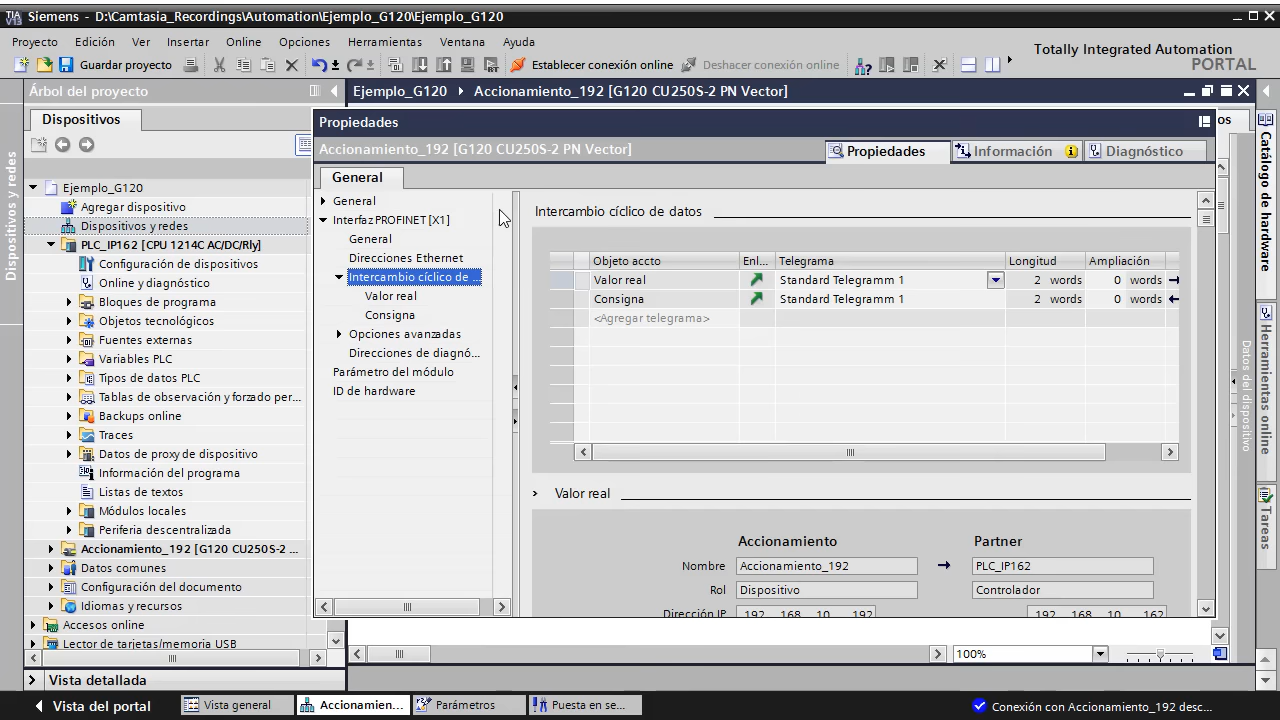 TIA V13 Siemens - D:\Camtasia_Recordings\Automation\Ejemplo_G120\Ejemplo_G120
Proyecto Edición Ver Insertar Online Opciones Herramientas Ventana Ayuda
Totally Integrated Automation
PORTAL
Guardar proyecto Establecer conexión online Deshacer conexión online
Árbol del proyecto
Ejemplo_G120 Accionamiento_192 [G120 CU250S-2 PN Vector]
Dispositivos
os
Dispositivos y redes
Ejemplo_G120
Agregar dispositivo
Dispositivos y redes
PLC_IP162 [CPU 1214C AC/DC/Rly]
Configuración de dispositivos
Online y diagnóstico
Bloques de programa
Objetos tecnológicos
Fuentes externas
Variables PLC
Tipos de datos PLC
Tablas de observación y forzado per...
Backups online
Traces
Datos de proxy de dispositivo
Información del programa
Listas de textos
Módulos locales
Periferia descentralizada
Accionamiento_192 [G120 CU250S-2 ...
Datos comunes
Configuración del documento
Idiomas y recursos
Accesos online
Lector de tarjetas/memoria USB
Vista detallada
Propiedades
Accionamiento_192 [G120 CU250S-2 PN Vector]
Propiedades Información Diagnóstico
General
General
Interfaz PROFINET [X1]
General
Direcciones Ethernet
Intercambio cíclico de ...
Valor real
Consigna
Opciones avanzadas
Direcciones de diagnó...
Parámetro del módulo
ID de hardware
Intercambio cíclico de datos
Objeto accto Enl... Telegrama Longitud Ampliación
Valor real Standard Telegramm 1 2 words 0 words
Consigna Standard Telegramm 1 2 words 0 words
<Agregar telegrama>
Valor real
Accionamiento Partner
Nombre Accionamiento_192 PLC_IP162
Rol Dispositivo Controlador
Dirección IP 192 168 10 192 192 168 10 162
Datos del dispositivo
Catálogo de hardware
Herramientas online
Tareas
100%
Vista del portal Vista general Accionamien... Parámetros Puesta en se... Conexión con Accionamiento_192 desc...